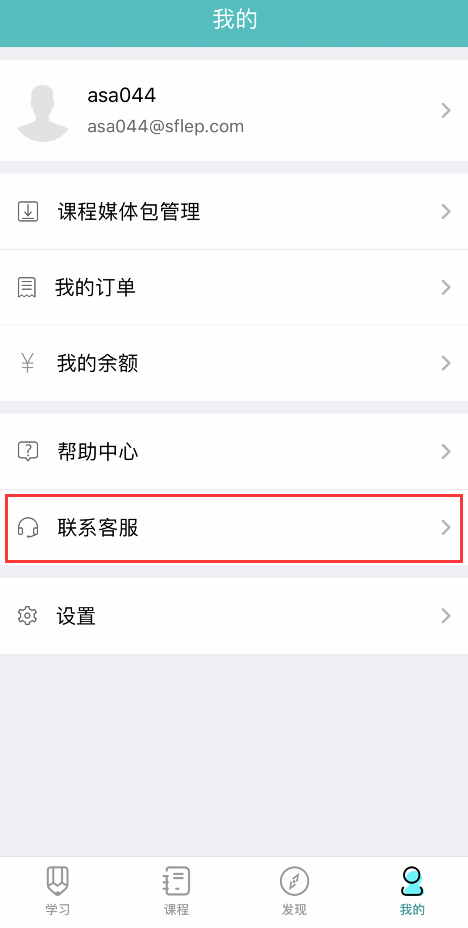 我的
asa044
asa044@sflep.com
课程媒体包管理
我的订单
¥ 我的余额
? 帮助中心
联系客服
设置
学习
课程
发现
我的